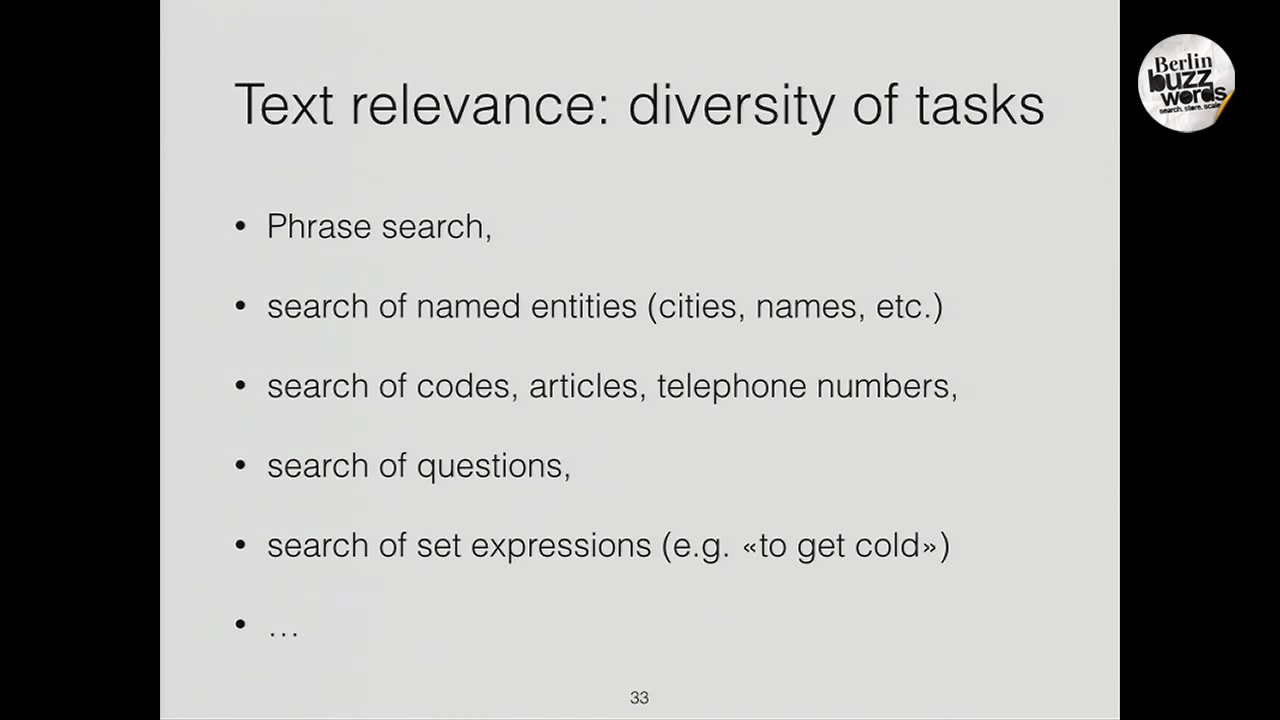 Text relevance: diversity of tasks
• Phrase search,
• search of named entities (cities, names, etc.)
• search of codes, articles, telephone numbers,
• search of questions,
• search of set expressions (e.g. «to get cold»)
• …
33
Berlin
buzz
words
search. store. scale.